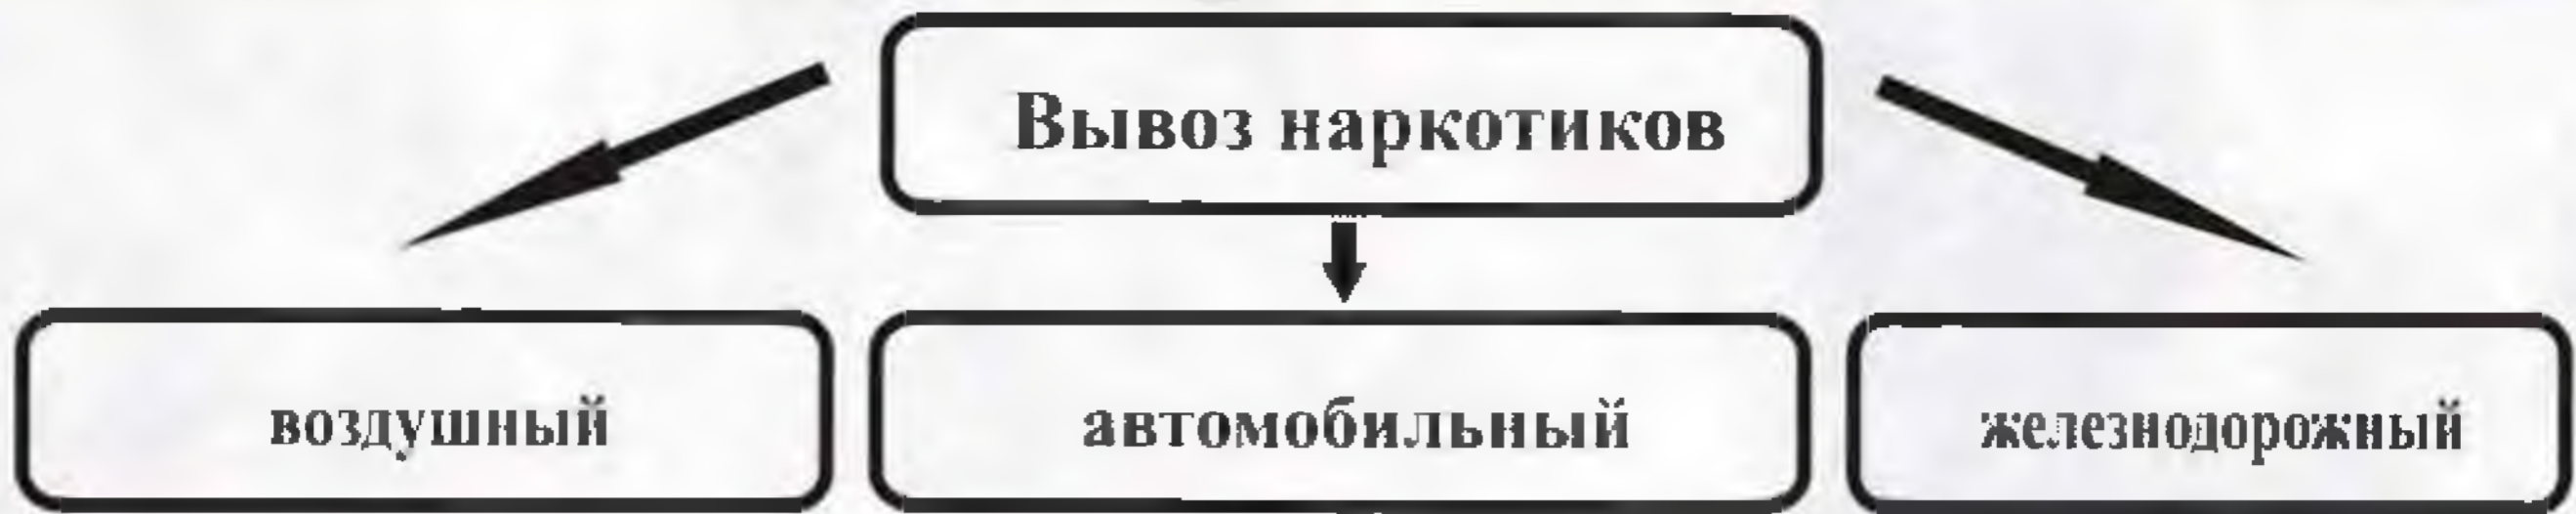 Вывоз наркотиков
воздушный
автомобильный
железнодорожный